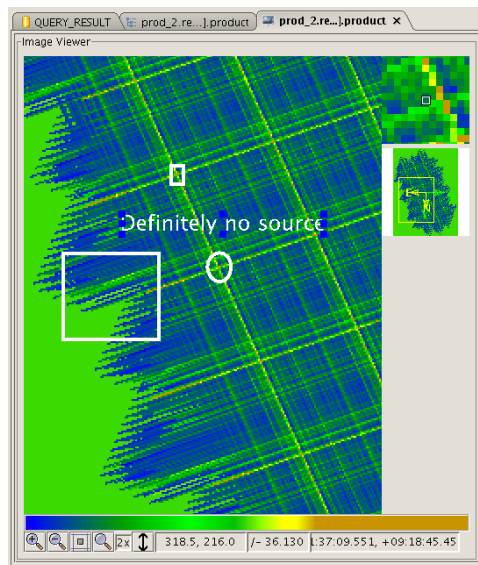 QUERY_RESULT
prod_2.re...].product
prod_2.re...].product ×
Image Viewer
Definitely no source
E
N
2x
318.5, 216.0
/- 36.130
1:37:09.551, +09:18:45.45